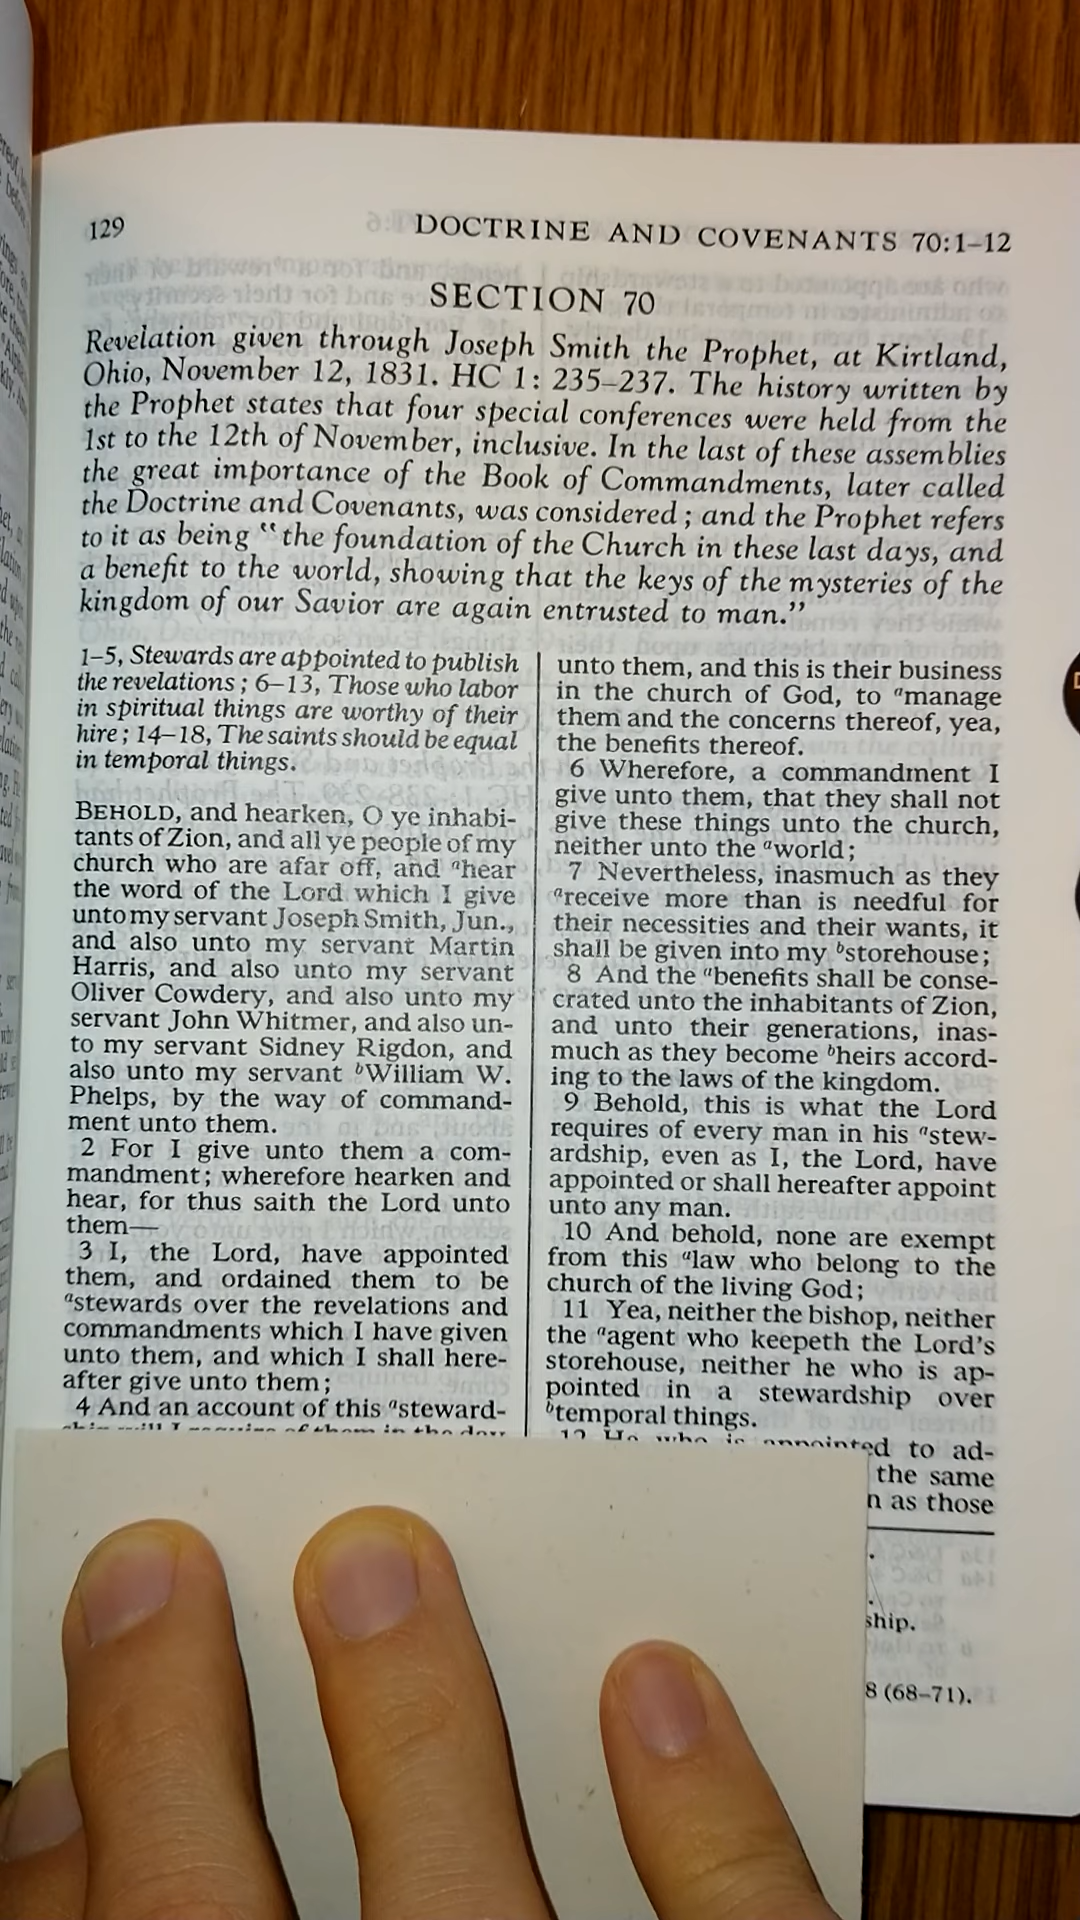 129
DOCTRINE AND COVENANTS 70:1–12
SECTION 70
Revelation given through Joseph Smith the Prophet, at Kirtland,
Ohio, November 12, 1831. HC 1: 235–237. The history written by
the Prophet states that four special conferences were held from the
1st to the 12th of November, inclusive. In the last of these assemblies
the great importance of the Book of Commandments, later called
the Doctrine and Covenants, was considered; and the Prophet refers
to it as being "the foundation of the Church in these last days, and
a benefit to the world, showing that the keys of the mysteries of the
kingdom of our Savior are again entrusted to man."
1–5, Stewards are appointed to publish
the revelations; 6–13, Those who labor
in spiritual things are worthy of their
hire; 14–18, The saints should be equal
in temporal things.
BEHOLD, and hearken, O ye inhabi-
tants of Zion, and all ye people of my
church who are afar off, and ᵃhear
the word of the Lord which I give
unto my servant Joseph Smith, Jun.,
and also unto my servant Martin
Harris, and also unto my servant
Oliver Cowdery, and also unto my
servant John Whitmer, and also un-
to my servant Sidney Rigdon, and
also unto my servant ᵇWilliam W.
Phelps, by the way of command-
ment unto them.
2 For I give unto them a com-
mandment; wherefore hearken and
hear, for thus saith the Lord unto
them—
3 I, the Lord, have appointed
them, and ordained them to be
ᵃstewards over the revelations and
commandments which I have given
unto them, and which I shall here-
after give unto them;
4 And an account of this ᵃsteward-
unto them, and this is their business
in the church of God, to ᵃmanage
them and the concerns thereof, yea,
the benefits thereof.
6 Wherefore, a commandment I
give unto them, that they shall not
give these things unto the church,
neither unto the ᵃworld;
7 Nevertheless, inasmuch as they
ᵃreceive more than is needful for
their necessities and their wants, it
shall be given into my ᵇstorehouse;
8 And the ᵃbenefits shall be conse-
crated unto the inhabitants of Zion,
and unto their generations, inas-
much as they become ᵇheirs accord-
ing to the laws of the kingdom.
9 Behold, this is what the Lord
requires of every man in his ᵃstew-
ardship, even as I, the Lord, have
appointed or shall hereafter appoint
unto any man.
10 And behold, none are exempt
from this ᵃlaw who belong to the
church of the living God;
11 Yea, neither the bishop, neither
the ᵃagent who keepeth the Lord's
storehouse, neither he who is ap-
pointed in a stewardship over
ᵇtemporal things.
12 He who is appointed to ad-
the same
n as those
ship.
8 (68–71).